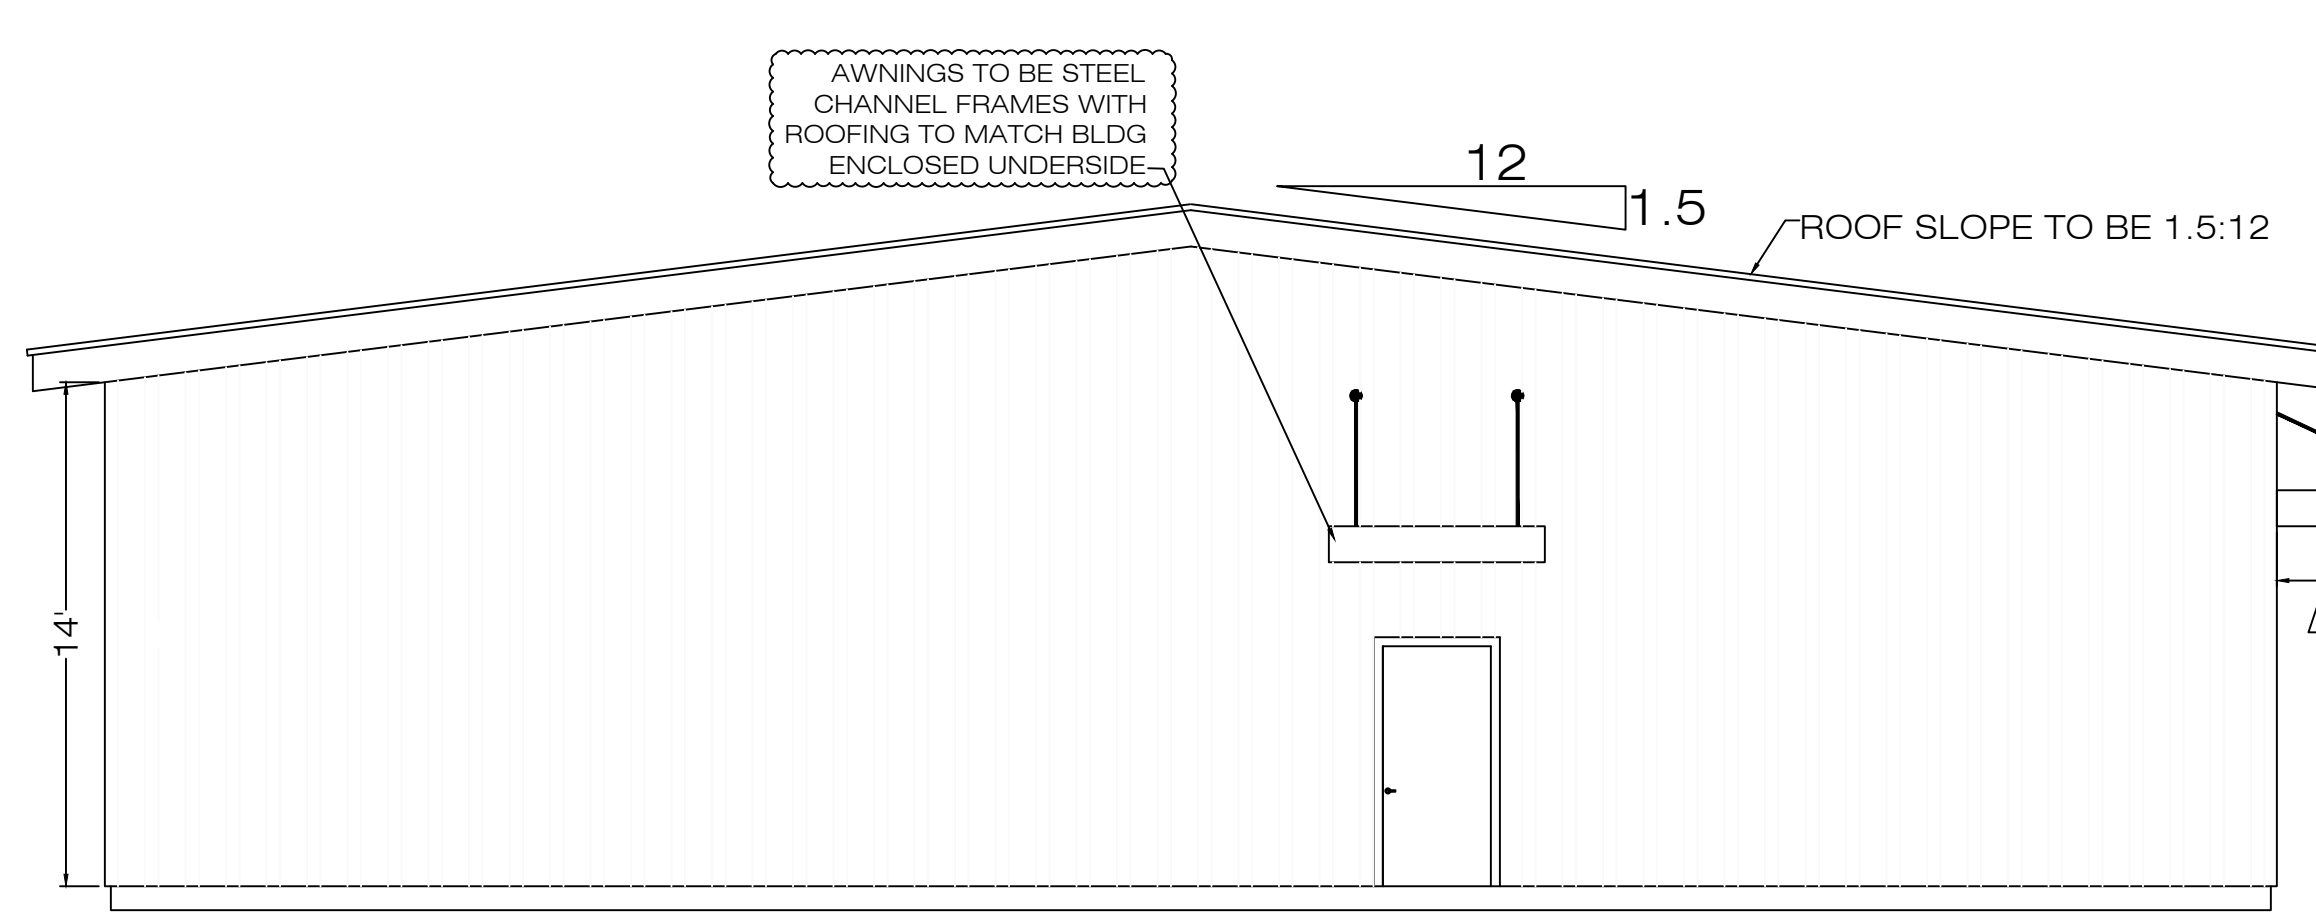 AWNINGS TO BE STEEL
CHANNEL FRAMES WITH
ROOFING TO MATCH BLDG
ENCLOSED UNDERSIDE
12
1.5
ROOF SLOPE TO BE 1.5:12
14'